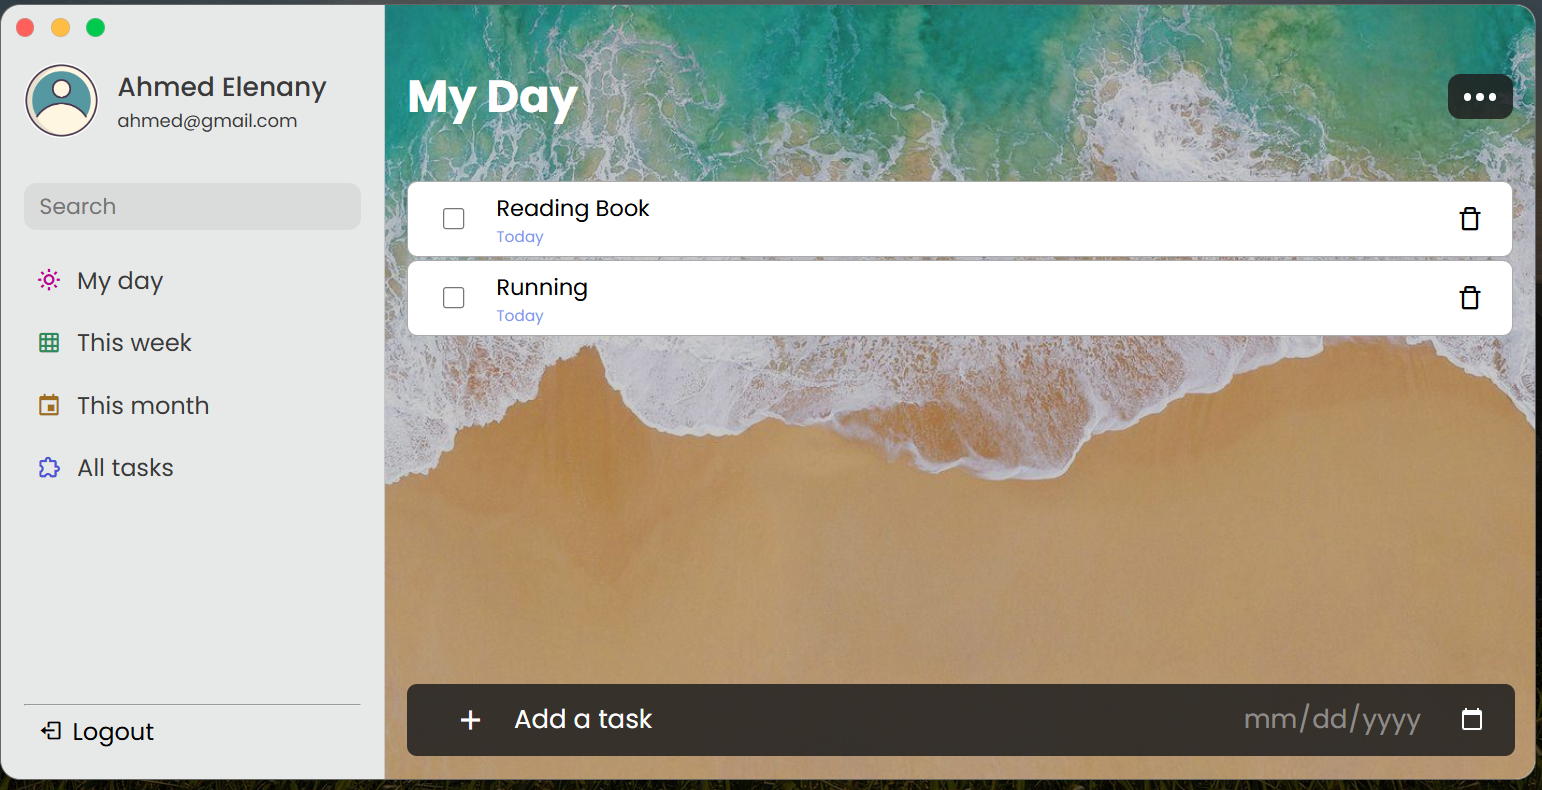 Ahmed Elenany
ahmed@gmail.com
Search
My day
This week
This month
All tasks
Logout
My Day
Reading Book
Today
Running
Today
Add a task
mm/dd/yyyy